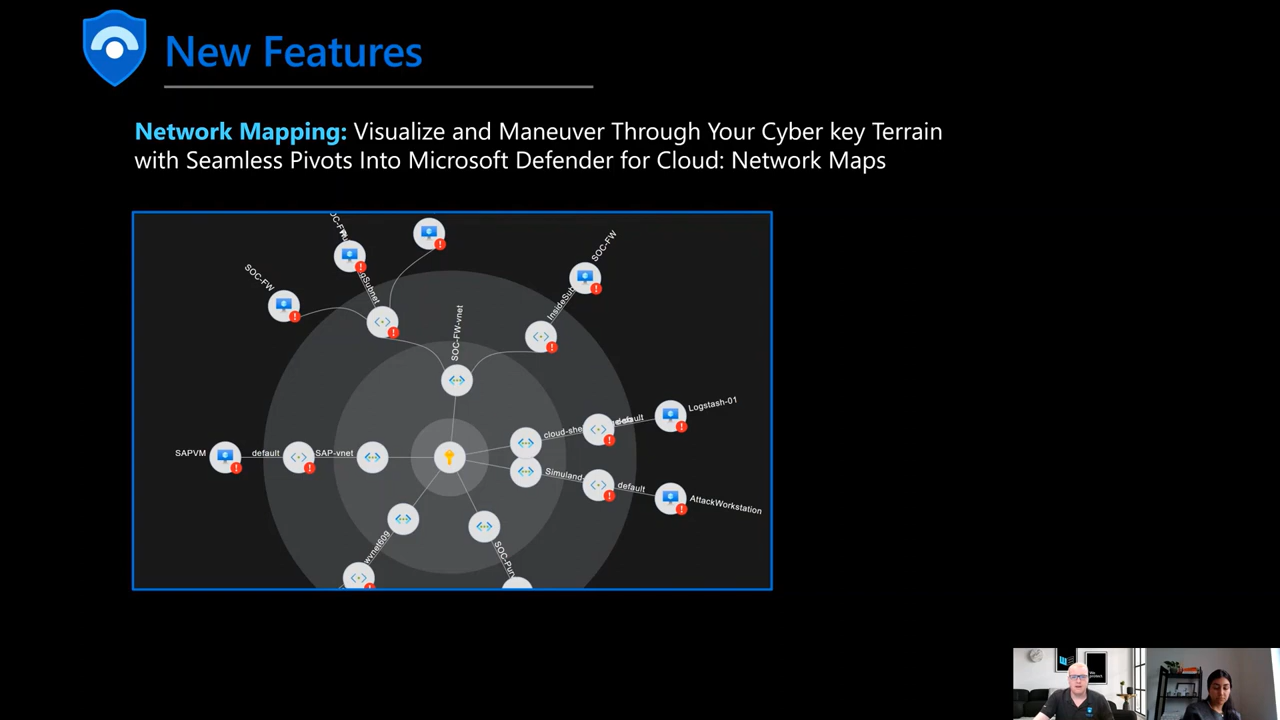 New Features
Network Mapping: Visualize and Maneuver Through Your Cyber key Terrain
with Seamless Pivots Into Microsoft Defender for Cloud: Network Maps
SOC-FW
SOC-FW
SOC-FW-vnet
Logstash-01
default
SAPVM
default
SAP-vnet
Simuland
default
AttackWorkstation